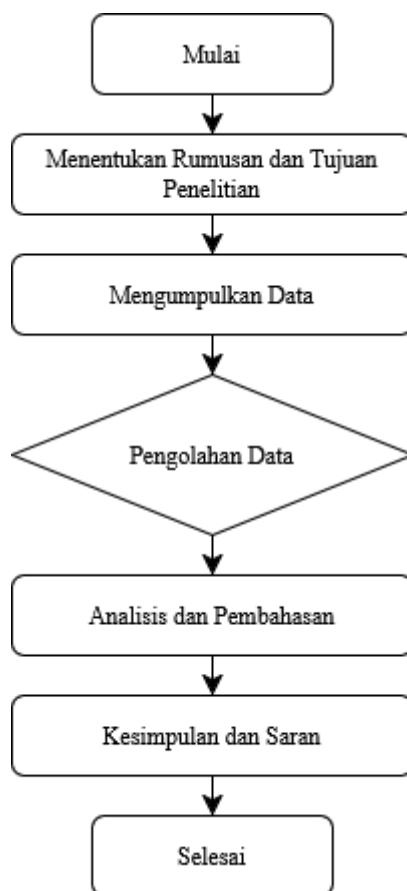 Mulai
Menentukan Rumusan dan Tujuan
Penelitian
Mengumpulkan Data
Pengolahan Data
Analisis dan Pembahasan
Kesimpulan dan Saran
Selesai